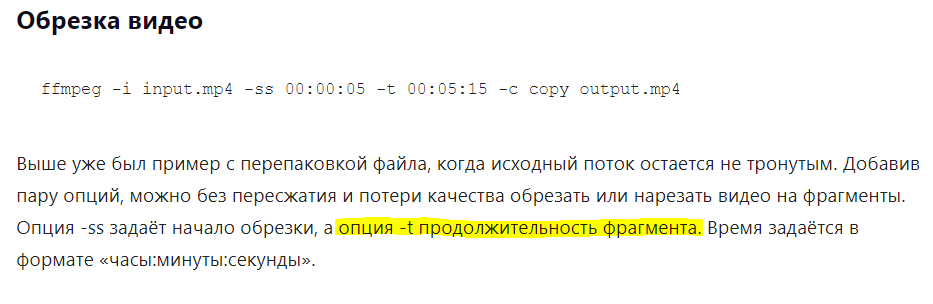 Обрезка видео
ffmpeg -i input.mp4 -ss 00:00:05 -t 00:05:15 -c copy output.mp4
Выше уже был пример с перепаковкой файла, когда исходный поток остается не тронутым. Добавив
пару опций, можно без пересжатия и потери качества обрезать или нарезать видео на фрагменты.
Опция -ss задаёт начало обрезки, а опция -t продолжительность фрагмента. Время задаётся в
формате «часы:минуты:секунды».